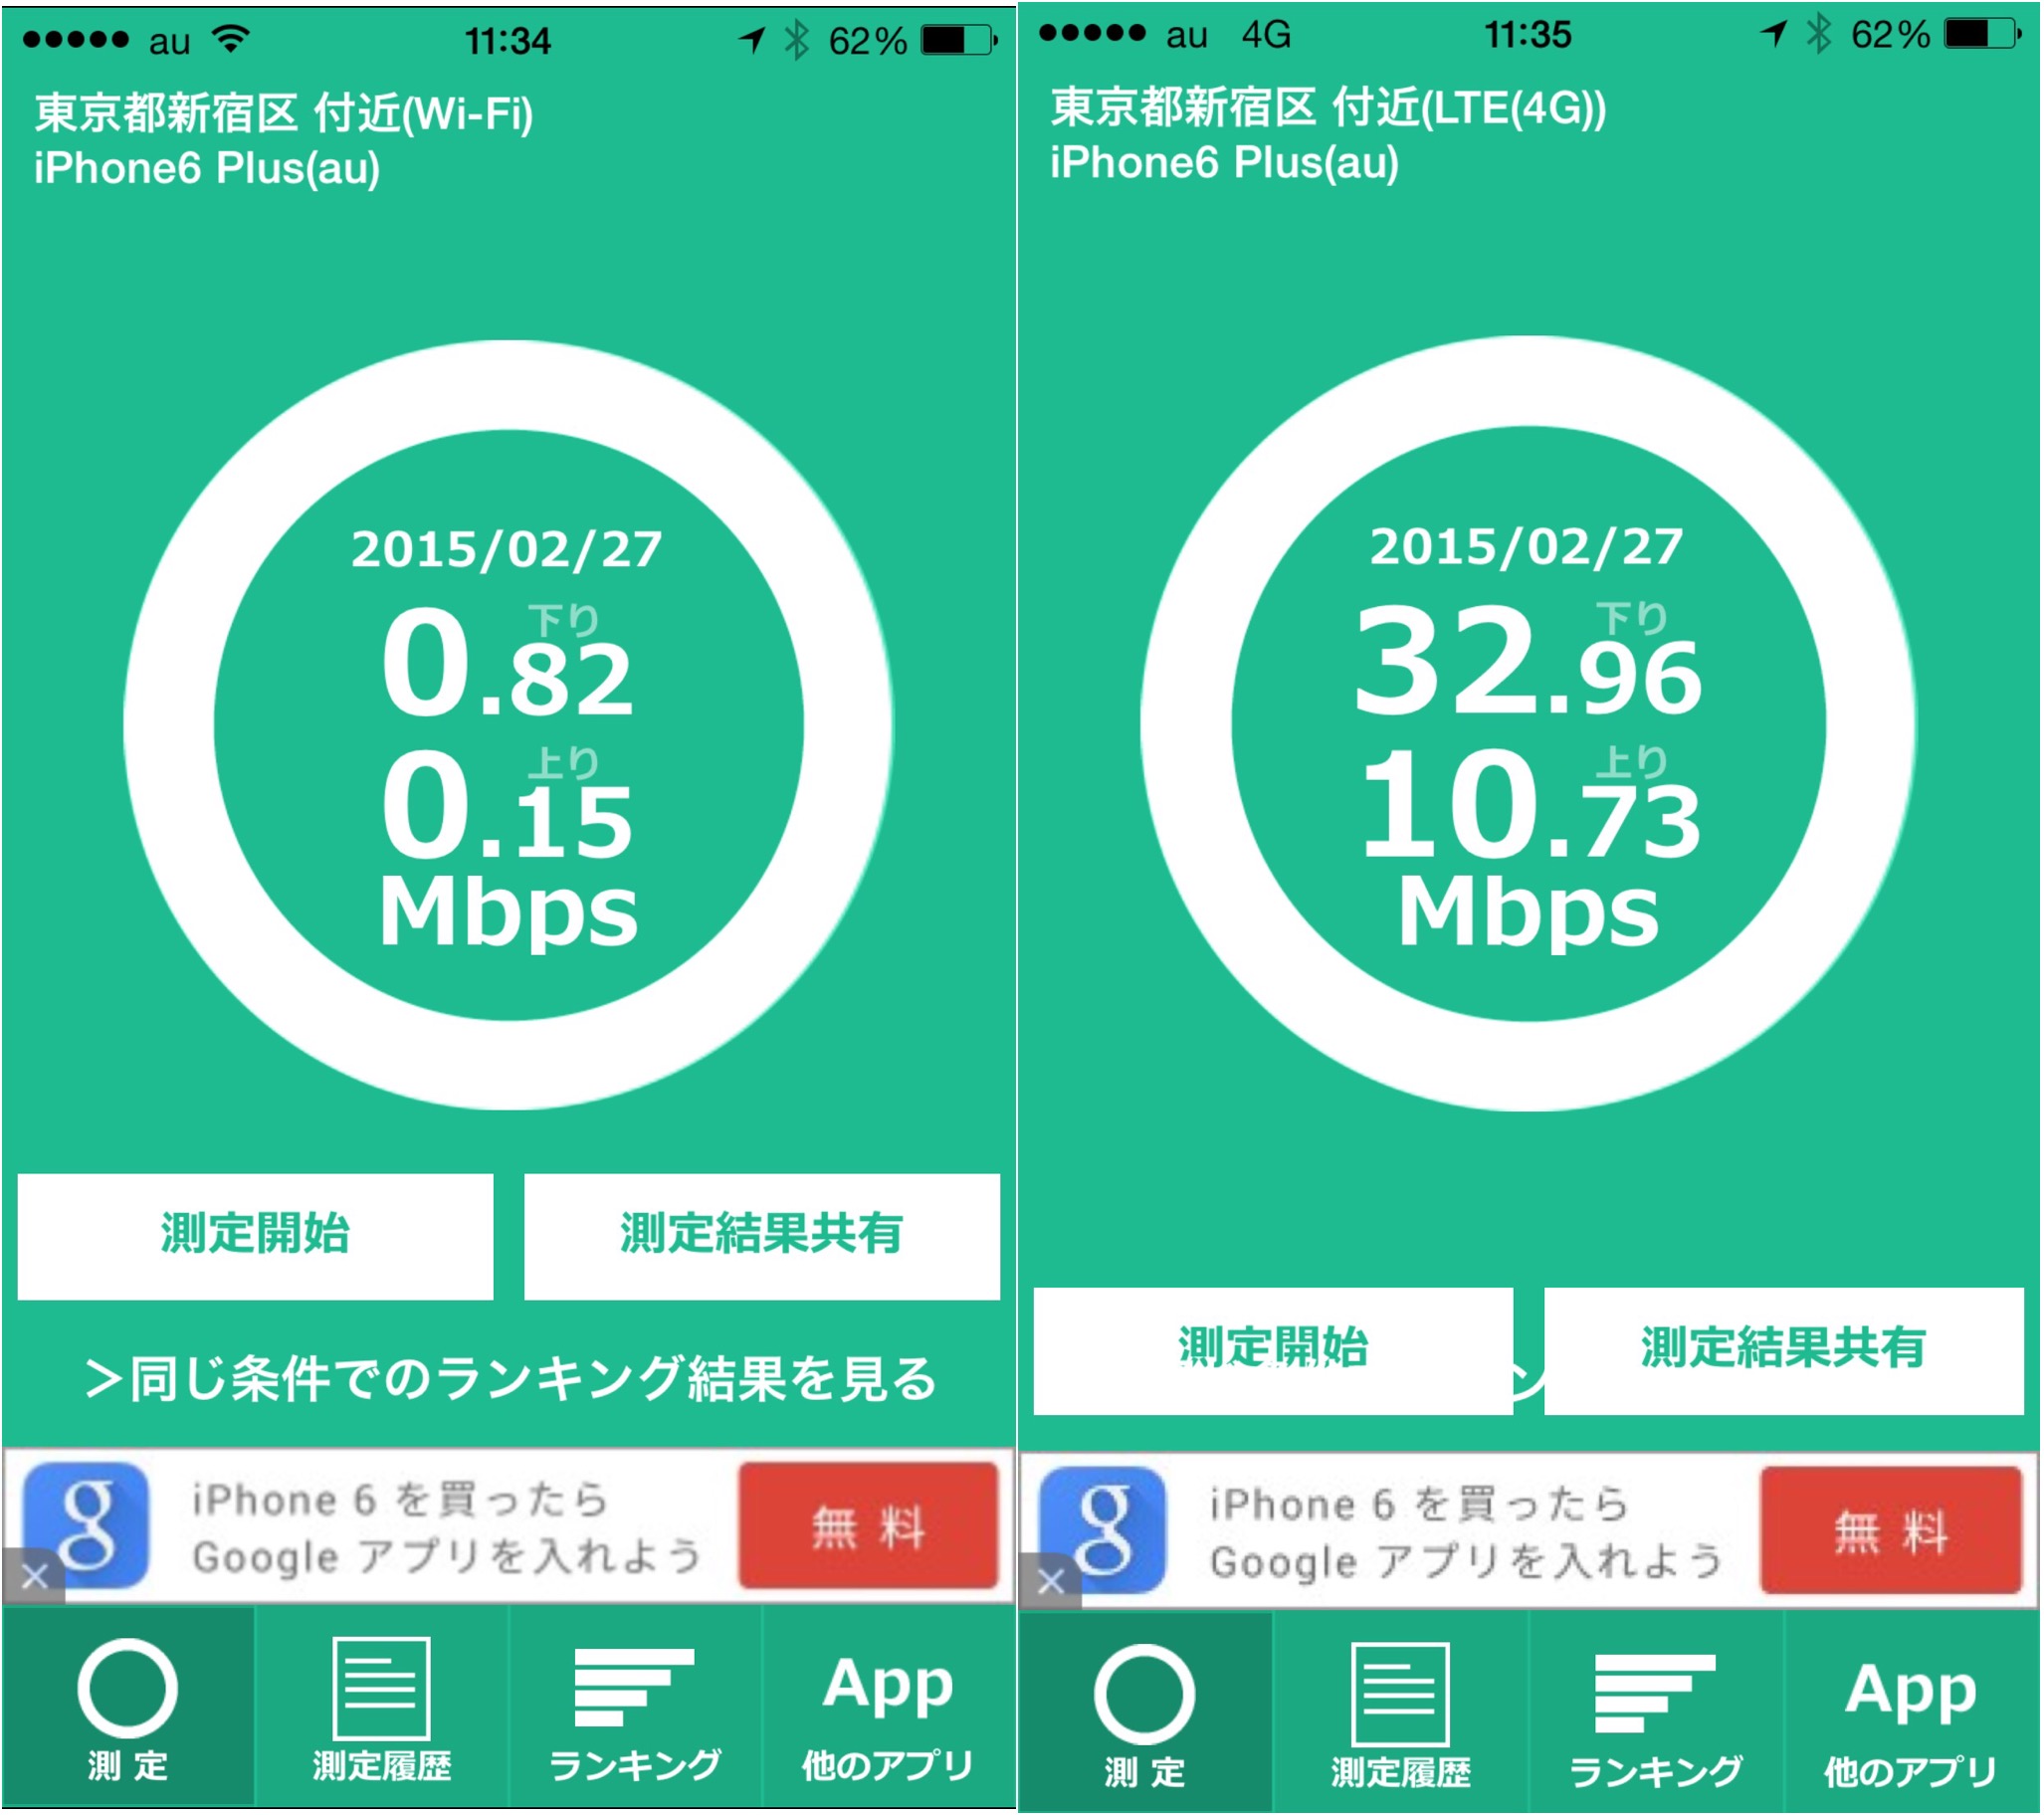 au
11:34
62%
東京都新宿区 付近(Wi-Fi)
iPhone6 Plus(au)
2015/02/27
下り
0.82
上り
0.15
Mbps
測定開始
測定結果共有
>同じ条件でのランキング結果を見る
g
iPhone 6 を買ったら
Google アプリを入れよう
無料
×
測定
測定履歴
ランキング
App
他のアプリ
au 4G
11:35
62%
東京都新宿区 付近(LTE(4G))
iPhone6 Plus(au)
2015/02/27
下り
32.96
上り
10.73
Mbps
測定開始
測定結果共有
g
iPhone 6 を買ったら
Google アプリを入れよう
無料
×
測定
測定履歴
ランキング
App
他のアプリ